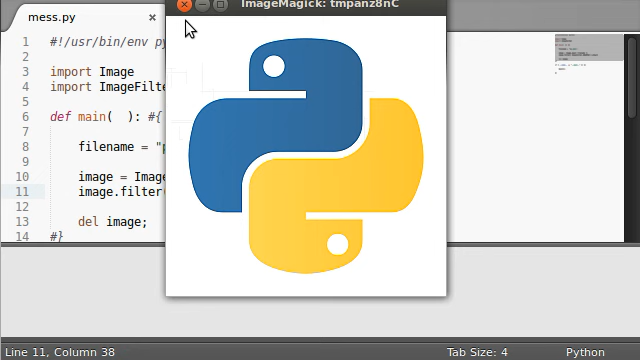 ImageMagick: tmpanz8nC
mess.py ×
1 #!/usr/bin/env py
2
3 import Image
4 import ImageFilte
5
6 def main( ): #{
7
8 filename = "p
9
10 image = Imag
11 image.filter(
12
13 del image;
14 #}
Line 11, Column 38 Tab Size: 4 Python